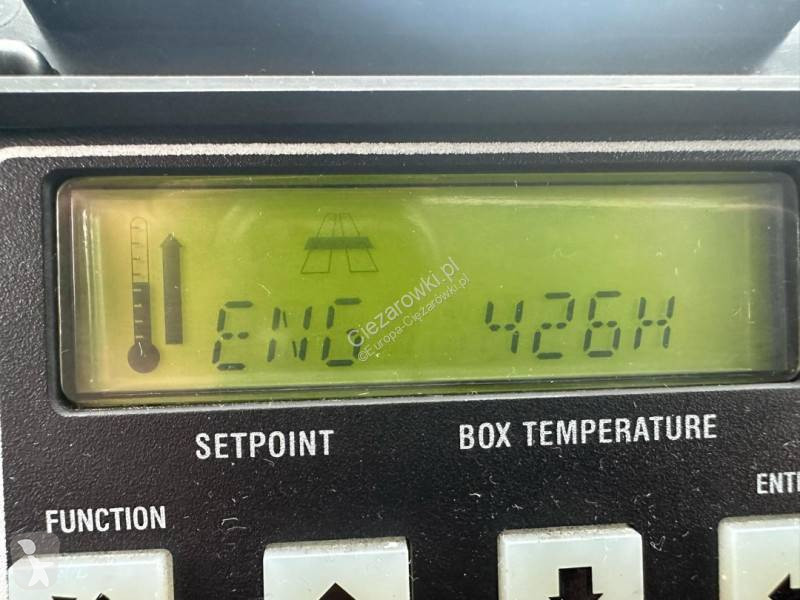 ENG 426H
Ciezarowki.pl
©Europa-Ciezarowki.pl
SETPOINT BOX TEMPERATURE
FUNCTION